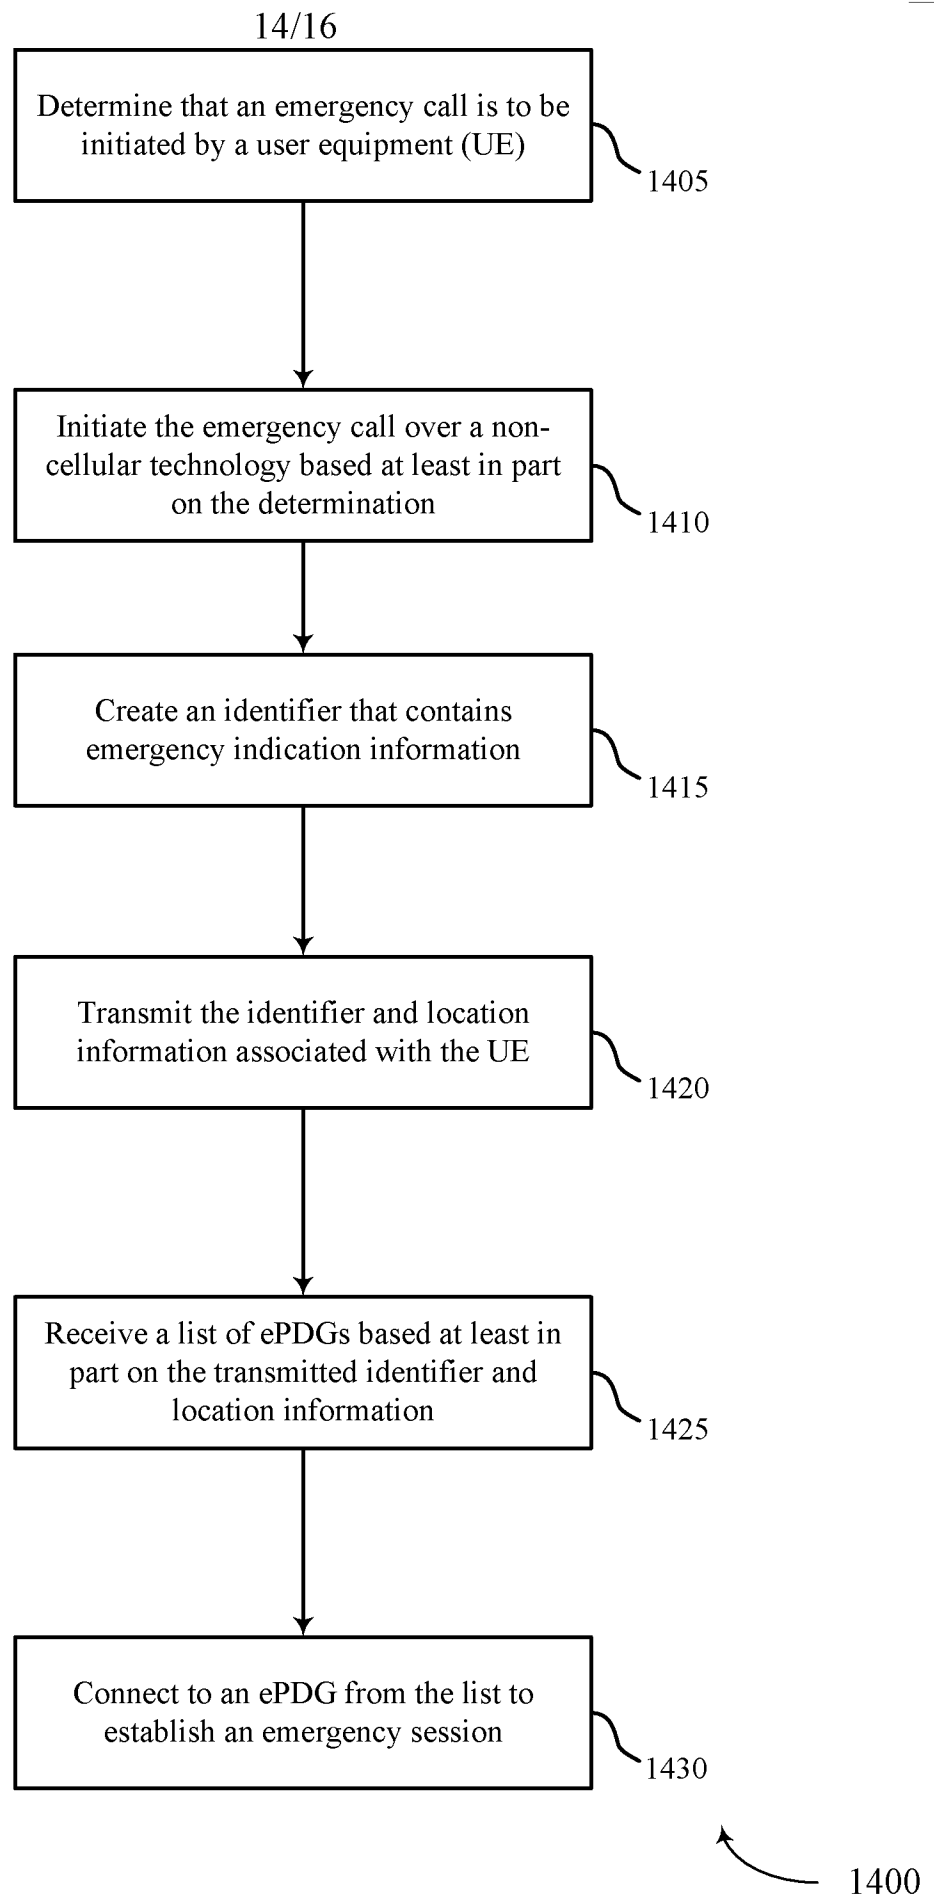 14/16
Determine that an emergency call is to be
initiated by a user equipment (UE)
1405
Initiate the emergency call over a non-
cellular technology based at least in part
on the determination
1410
Create an identifier that contains
emergency indication information
1415
Transmit the identifier and location
information associated with the UE
1420
Receive a list of ePDGs based at least in
part on the transmitted identifier and
location information
1425
Connect to an ePDG from the list to
establish an emergency session
1430
1400